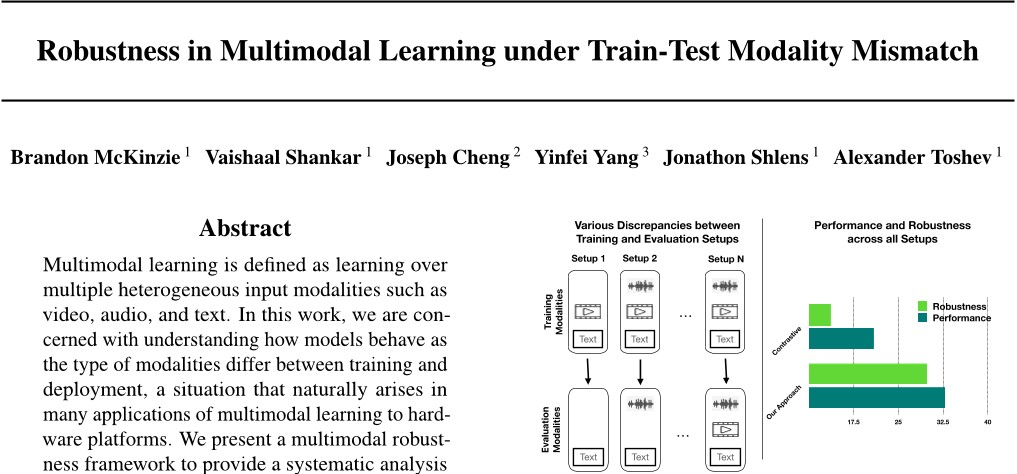 Robustness in Multimodal Learning under Train-Test Modality Mismatch
Brandon McKinzie 1 Vaishaal Shankar 1 Joseph Cheng 2 Yinfei Yang 3 Jonathon Shlens 1 Alexander Toshev 1
Abstract
Multimodal learning is defined as learning over
multiple heterogeneous input modalities such as
video, audio, and text. In this work, we are con-
cerned with understanding how models behave as
the type of modalities differ between training and
deployment, a situation that naturally arises in
many applications of multimodal learning to hard-
ware platforms. We present a multimodal robust-
ness framework to provide a systematic analysis
Various Discrepancies between
Training and Evaluation Setups
Setup 1 Setup 2 Setup N
Training
Modalities
...
Text Text Text
Evaluation
Modalities
...
Text Text Text
Performance and Robustness
across all Setups
Robustness
Performance
Contrastive
Our Approach
17.5 25 32.5 40